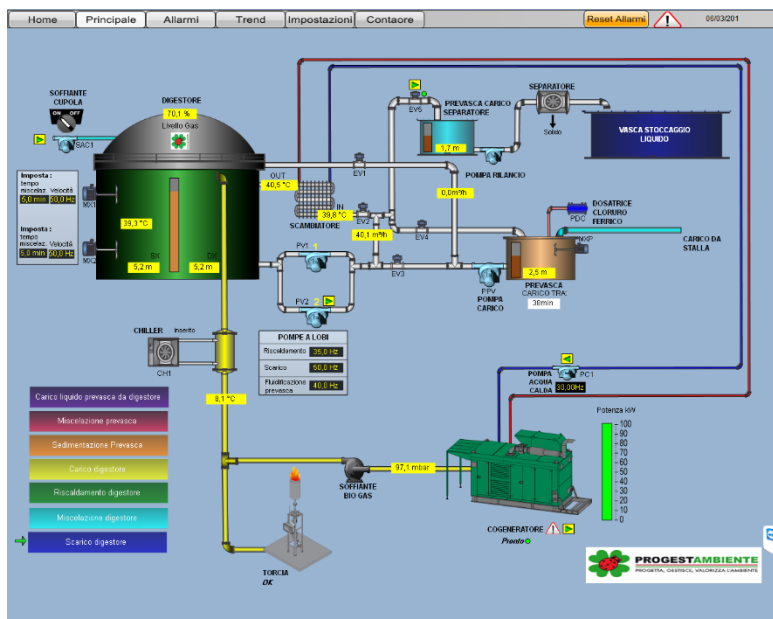 Home Principale Allarmi Trend Impostazioni Contaore Reset Allarmi 06/03/201
SOFFIANTE
CUPOLA
ON OFF
SAC1
DIGESTORE
70,1 %
Livello Gas
EV6
PREVASCA CARICO
SEPARATORE
1,7 m
SEPARATORE
Solido
POMPA RILANCIO
VASCA STOCCAGGIO
LIQUIDO
Imposta :
tempo
miscelaz. Velocità
5,0 min 50,0Hz
MX1
Imposta :
tempo
miscelaz. Velocità
5,0 min 50,0Hz
MX2
39,3 °C
SX DX
5,2 m 5,2 m
OUT
40,5 °C
IN
39,8 °C
SCAMBIATORE
EV1
EV2
40,1 m³/h
0,0m³/h
EV4
EV3
PV1 1
PV2 2
PPV
POMPA
CARICO
DOSATRICE
CLORURO
FERRICO
PDC
MXP
CARICO DA
STALLA
2,5 m
PREVASCA
CARICO TRA:
38min
CHILLER Inserito
CH1
POMPE A LOBI
Riscaldamento 35,0 Hz
Scarico 50,0 Hz
Fluidificazione
prevasca 40,0 Hz
8,1 °C
POMPA
ACQUA
CALDA
PC1
30,00Hz
Carico liquido prevasca da digestore
Miscelazione prevasca
Sedimentazione Prevasca
Carico digestore
Riscaldamento digestore
Miscelazione digestore
Scarico digestore
SOFFIANTE
BIO GAS
97,1 mbar
TORCIA
OK
COGENERATORE
Pronto
Potenza kW
100
90
80
70
60
50
40
30
20
10
0
PROGESTAMBIENTE
PROGETTA, GESTISCE, VALORIZZA L'AMBIENTE